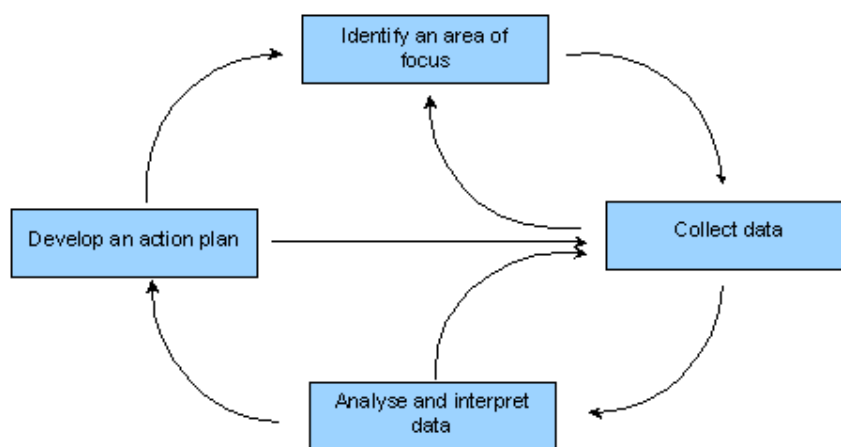 Identify an area of
focus
Develop an action plan
Collect data
Analyse and interpret
data